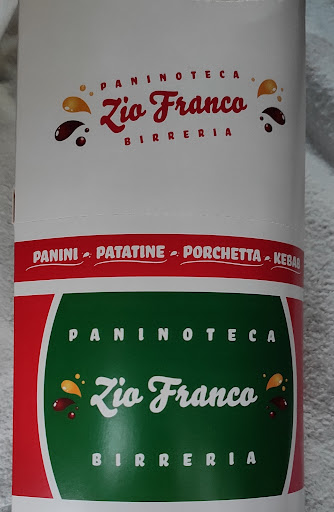 PANINOTECA
Zio Franco
BIRRERIA
PANINI - PATATINE - PORCHETTA - KEBAB
PANINOTECA
Zio Franco
BIRRERIA